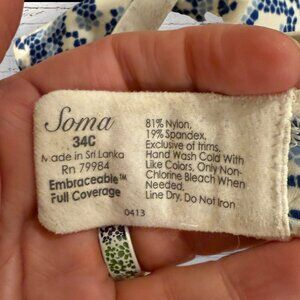 Soma
34C
Made in Sri Lanka
Rn 79984
Embraceable™
Full Coverage
81% Nylon,
19% Spandex,
Exclusive of trims,
Hand Wash Cold With
Like Colors, Only Non-
Chlorine Bleach When
Needed.
Line Dry, Do Not Iron
0413